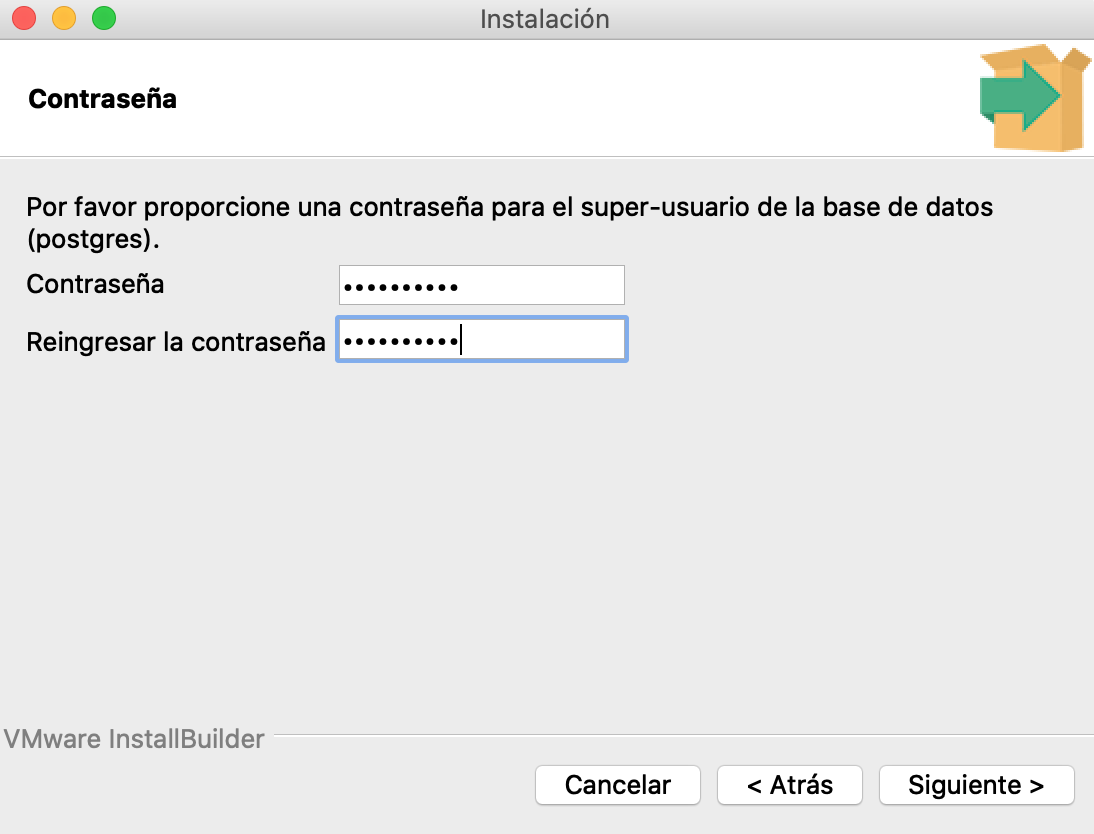 Instalación
Contraseña
Por favor proporcione una contraseña para el super-usuario de la base de datos
(postgres).
Contraseña ••••••••••
Reingresar la contraseña ••••••••••
VMware InstallBuilder
Cancelar < Atrás Siguiente >